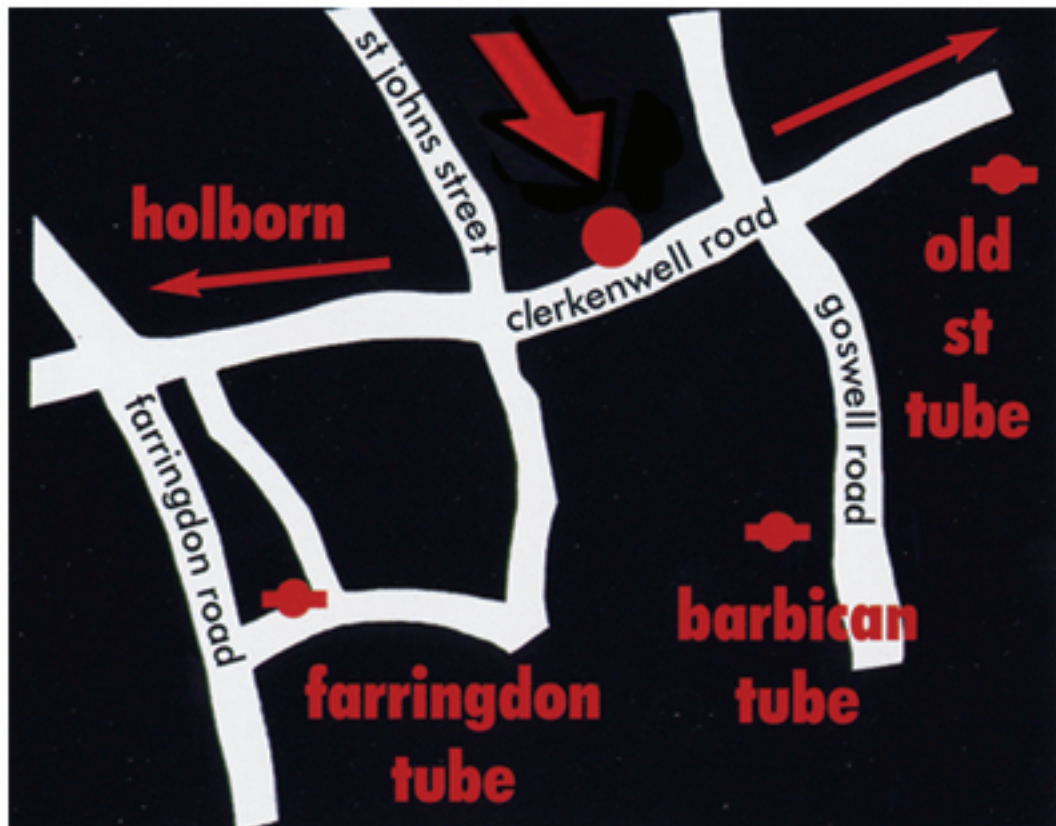 st johns street
holborn
clerkenwell road
old
st
tube
goswell road
farringdon road
barbican
tube
farringdon
tube